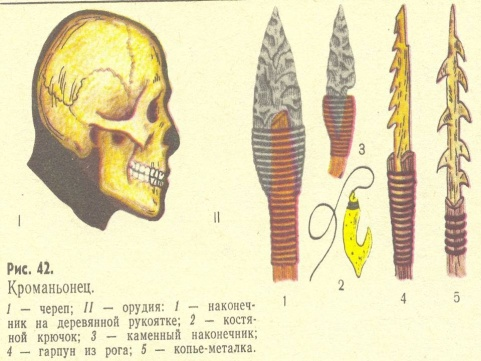 I
II
3
2
1
4
5
Рис. 42.
Кроманьонец.
I — череп; II — орудия: 1 — наконеч-
ник на деревянной рукоятке; 2 — костя-
ной крючок; 3 — каменный наконечник;
4 — гарпун из рога; 5 — копье-металка.